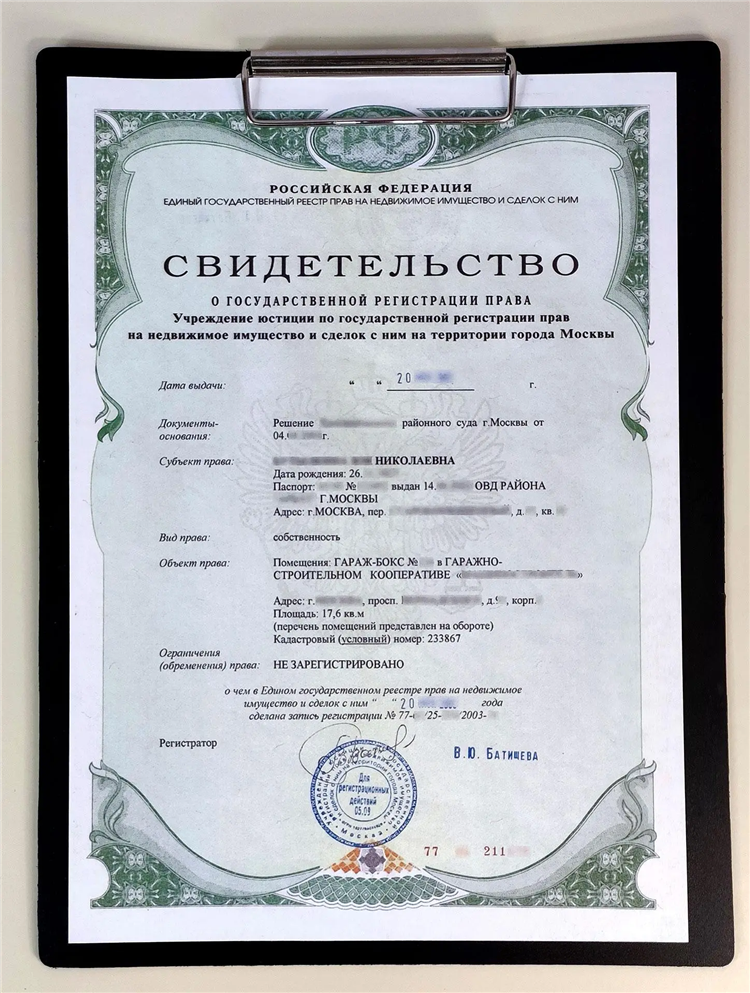 РФ
РОССИЙСКАЯ ФЕДЕРАЦИЯ
ЕДИНЫЙ ГОСУДАРСТВЕННЫЙ РЕЕСТР ПРАВ НА НЕДВИЖИМОЕ ИМУЩЕСТВО И СДЕЛОК С НИМ
СВИДЕТЕЛЬСТВО
О ГОСУДАРСТВЕННОЙ РЕГИСТРАЦИИ ПРАВА
Учреждение юстиции по государственной регистрации прав
на недвижимое имущество и сделок с ним на территории города Москвы
Дата выдачи: “ “ 20 г.
Документы- Решение районного суда г.Москвы от
основания: 04. г.
Субъект права: НИКОЛАЕВНА
Дата рождения: 26.
Паспорт: № выдан 14. ОВД РАЙОНА
Г.МОСКВЫ
Адрес: г.МОСКВА, пер. , д. , кв.
Вид права: собственность
Объект права: Помещения: ГАРАЖ-БОКС № в ГАРАЖНО-
СТРОИТЕЛЬНОМ КООПЕРАТИВЕ « »
Адрес: г. , просп. , д.9 , корп.
Площадь: 17,6 кв.м
(перечень помещений представлен на обороте)
Кадастровый (условный) номер: 233867
Ограничения
(обременения) права: НЕ ЗАРЕГИСТРИРОВАНО
о чем в Едином государственном реестре прав на недвижимое
имущество и сделок с ним “ “ 20 года
сделана запись регистрации № 77- /25- /2003-
Регистратор
В.Ю. БАТИЩЕВА
Для
регистрационных
действий
05.09
Москва
77 211